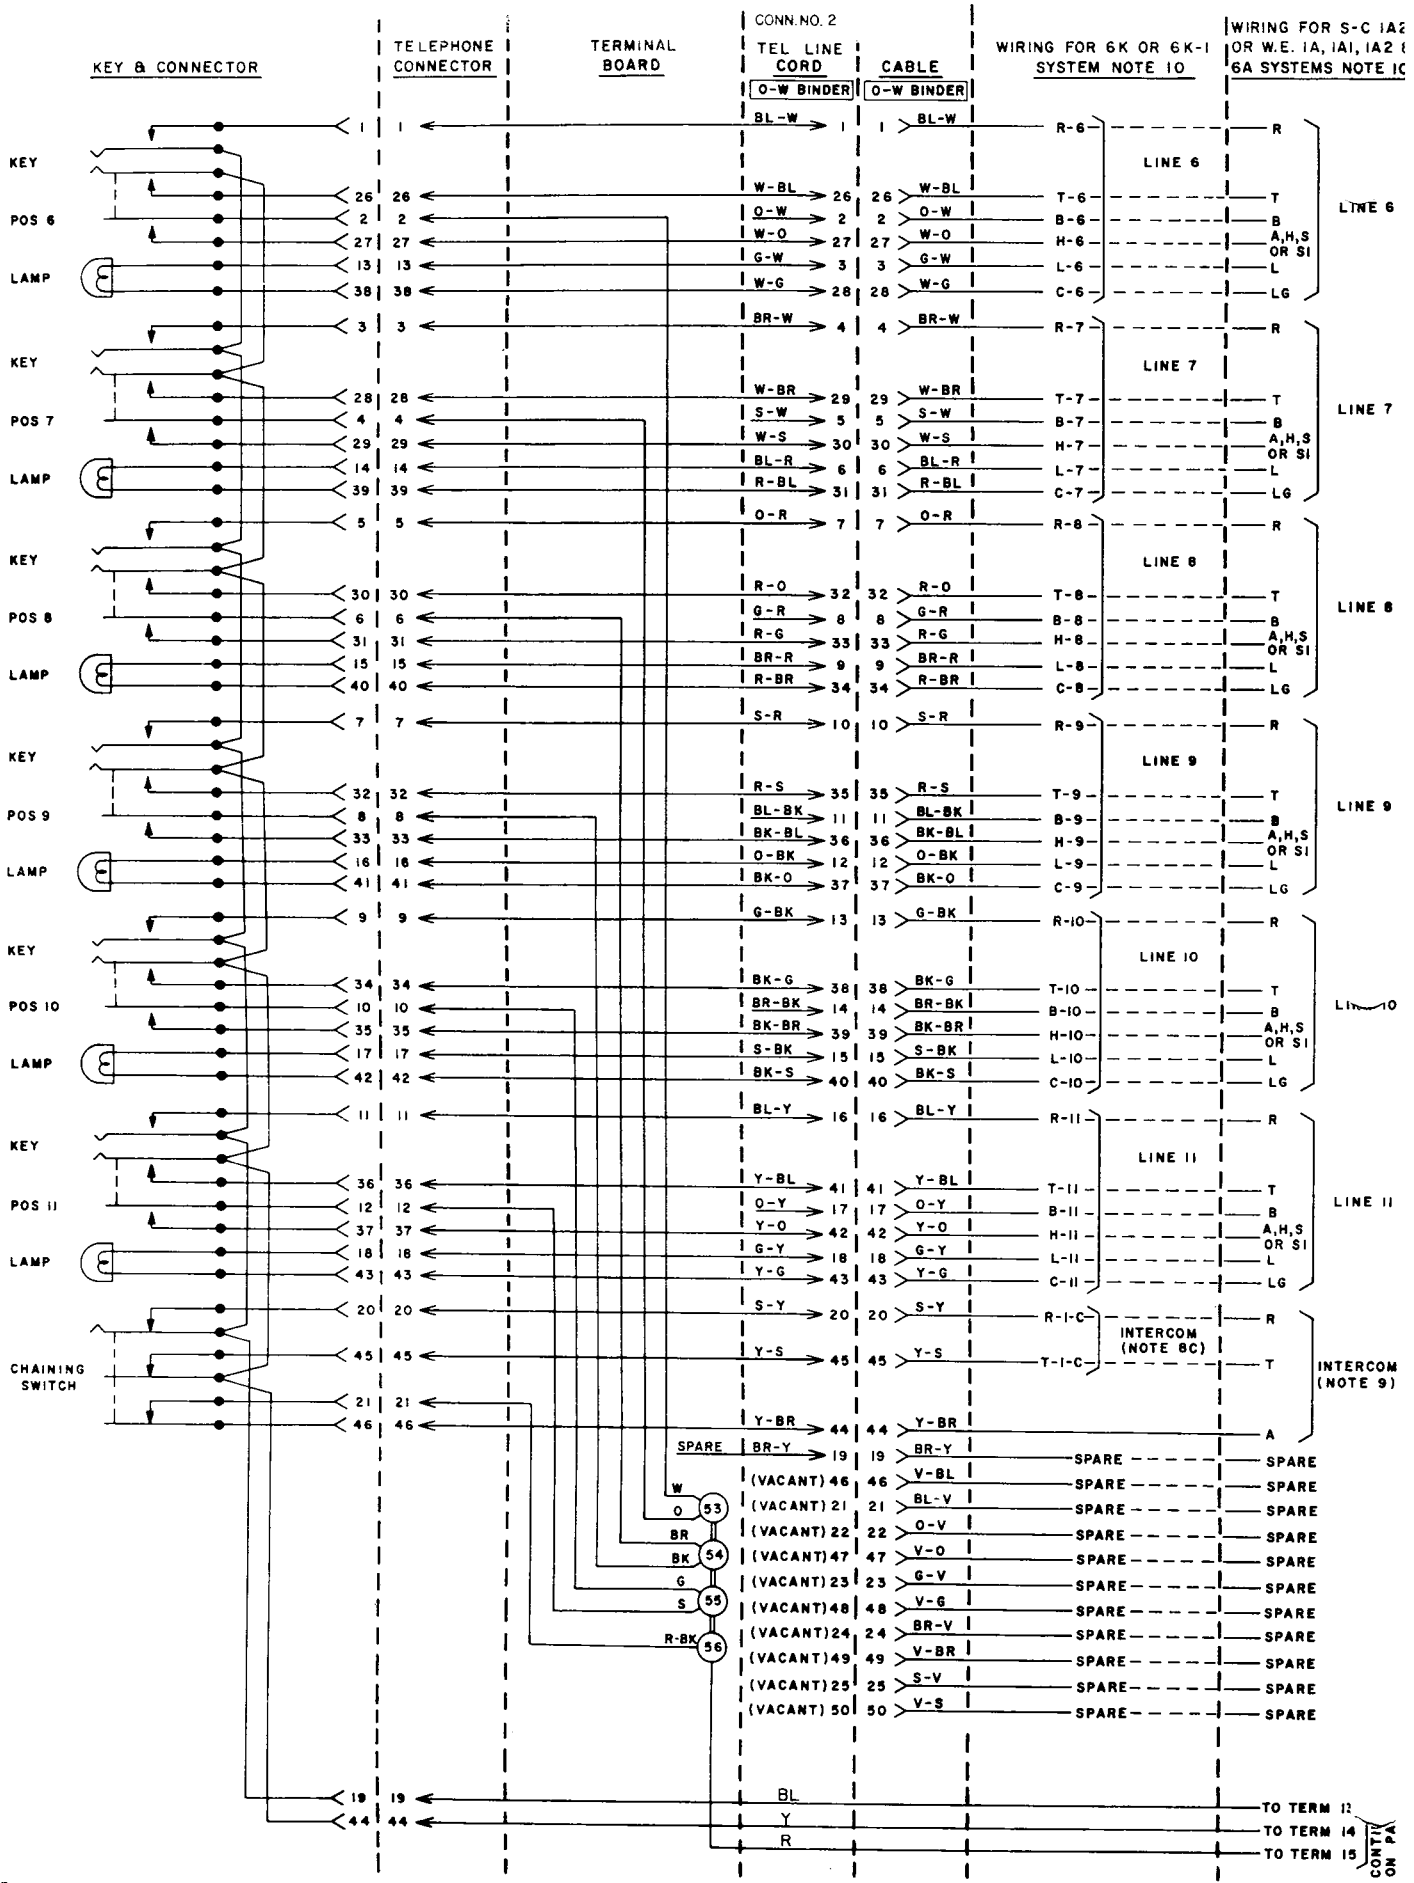 CONN. NO. 2
WIRING FOR S-C 1A2
OR W.E. 1A, 1A1, 1A2 &
6A SYSTEMS NOTE 10
KEY & CONNECTOR
TELEPHONE CONNECTOR
TERMINAL BOARD
TEL LINE CORD
CABLE
WIRING FOR 6K OR 6K-1
SYSTEM NOTE 10
O-W BINDER O-W BINDER
1 1 BL-W 1 1 BL-W R-6 R
KEY LINE 6
26 26 W-BL 26 26 W-BL T-6 T
POS 6 2 2 O-W 2 2 O-W B-6 B LINE 6
27 27 W-O 27 27 W-O H-6 A,H,S OR S1
LAMP 13 13 G-W 3 3 G-W L-6 L
38 38 W-G 28 28 W-G C-6 LG
3 3 BR-W 4 4 BR-W R-7 R
KEY LINE 7
28 28 W-BR 29 29 W-BR T-7 T
POS 7 4 4 S-W 5 5 S-W B-7 B LINE 7
29 29 W-S 30 30 W-S H-7 A,H,S OR S1
LAMP 14 14 BL-R 6 6 BL-R L-7 L
39 39 R-BL 31 31 R-BL C-7 LG
5 5 O-R 7 7 O-R R-8 R
KEY LINE 8
30 30 R-O 32 32 R-O T-8 T
POS 8 6 6 G-R 8 8 G-R B-8 B LINE 8
31 31 R-G 33 33 R-G H-8 A,H,S OR S1
LAMP 15 15 BR-R 9 9 BR-R L-8 L
40 40 R-BR 34 34 R-BR C-8 LG
7 7 S-R 10 10 S-R R-9 R
KEY LINE 9
32 32 R-S 35 35 R-S T-9 T
POS 9 8 8 BL-BK 11 11 BL-BK B-9 B LINE 9
33 33 BK-BL 36 36 BK-BL H-9 A,H,S OR S1
LAMP 16 16 O-BK 12 12 O-BK L-9 L
41 41 BK-O 37 37 BK-O C-9 LG
9 9 G-BK 13 13 G-BK R-10 R
KEY LINE 10
34 34 BK-G 38 38 BK-G T-10 T
POS 10 10 10 BR-BK 14 14 BR-BK B-10 B 10
35 35 BK-BR 39 39 BK-BR H-10 A,H,S OR S1
LAMP 17 17 S-BK 15 15 S-BK L-10 L
42 42 BK-S 40 40 BK-S C-10 LG
11 11 BL-Y 16 16 BL-Y R-11 R
KEY LINE 11
36 36 Y-BL 41 41 Y-BL T-11 T
POS 11 12 12 O-Y 17 17 O-Y B-11 B LINE 11
37 37 Y-O 42 42 Y-O H-11 A,H,S OR S1
LAMP 18 18 G-Y 18 18 G-Y L-11 L
43 43 Y-G 43 43 Y-G C-11 LG
20 20 S-Y 20 20 S-Y R-1-C R
INTERCOM
(NOTE 8C)
45 45 Y-S 45 45 Y-S T-1-C T
CHAINING
SWITCH
INTERCOM
(NOTE 9)
21 21
46 46 Y-BR 44 44 Y-BR A
SPARE BR-Y 19 19 BR-Y SPARE SPARE
(VACANT) 46 46 V-BL SPARE SPARE
W
53
(VACANT) 21 21 BL-V SPARE SPARE
O
(VACANT) 22 22 O-V SPARE SPARE
BR
54
(VACANT) 47 47 V-O SPARE SPARE
BK
(VACANT) 23 23 G-V SPARE SPARE
G
55
(VACANT) 48 48 V-G SPARE SPARE
S
(VACANT) 24 24 BR-V SPARE SPARE
R-BK 56
(VACANT) 49 49 V-BR SPARE SPARE
(VACANT) 25 25 S-V SPARE SPARE
(VACANT) 50 50 V-S SPARE SPARE
19 19 BL TO TERM 12
44 44 Y TO TERM 14
R TO TERM 15
ON PA